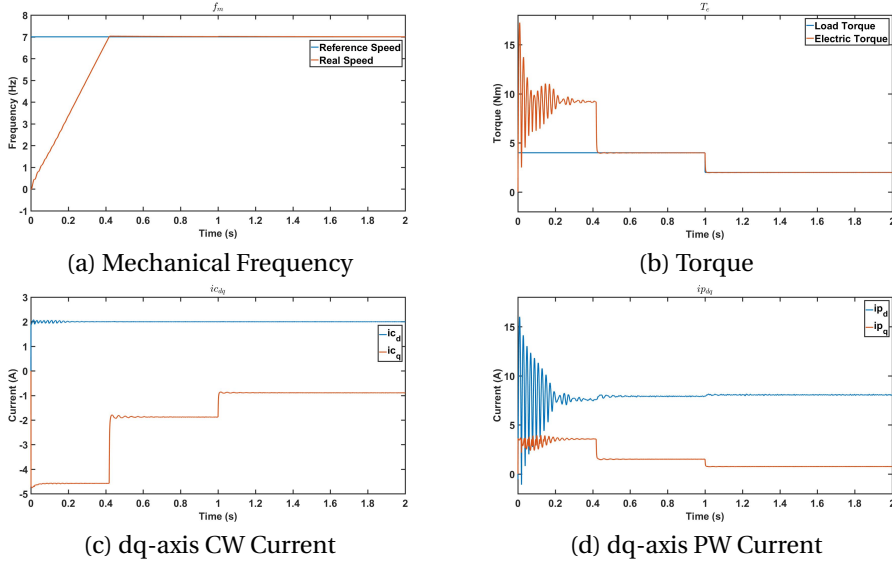 f_m
Frequency (Hz)
8
7
6
5
4
3
2
1
0
-1
Reference Speed
Real Speed
0 0.2 0.4 0.6 0.8 1 1.2 1.4 1.6 1.8 2
Time (s)
(a) Mechanical Frequency
T_e
Torque (Nm)
15
10
5
0
Load Torque
Electric Torque
0 0.2 0.4 0.6 0.8 1 1.2 1.4 1.6 1.8 2
Time (s)
(b) Torque
ic_dq
Current (A)
3
2
1
0
-1
-2
-3
-4
-5
ic_d
ic_q
0 0.2 0.4 0.6 0.8 1 1.2 1.4 1.6 1.8 2
Time (s)
(c) dq-axis CW Current
ip_dq
Current (A)
15
10
5
0
ip_d
ip_q
0 0.2 0.4 0.6 0.8 1 1.2 1.4 1.6 1.8 2
Time (s)
(d) dq-axis PW Current